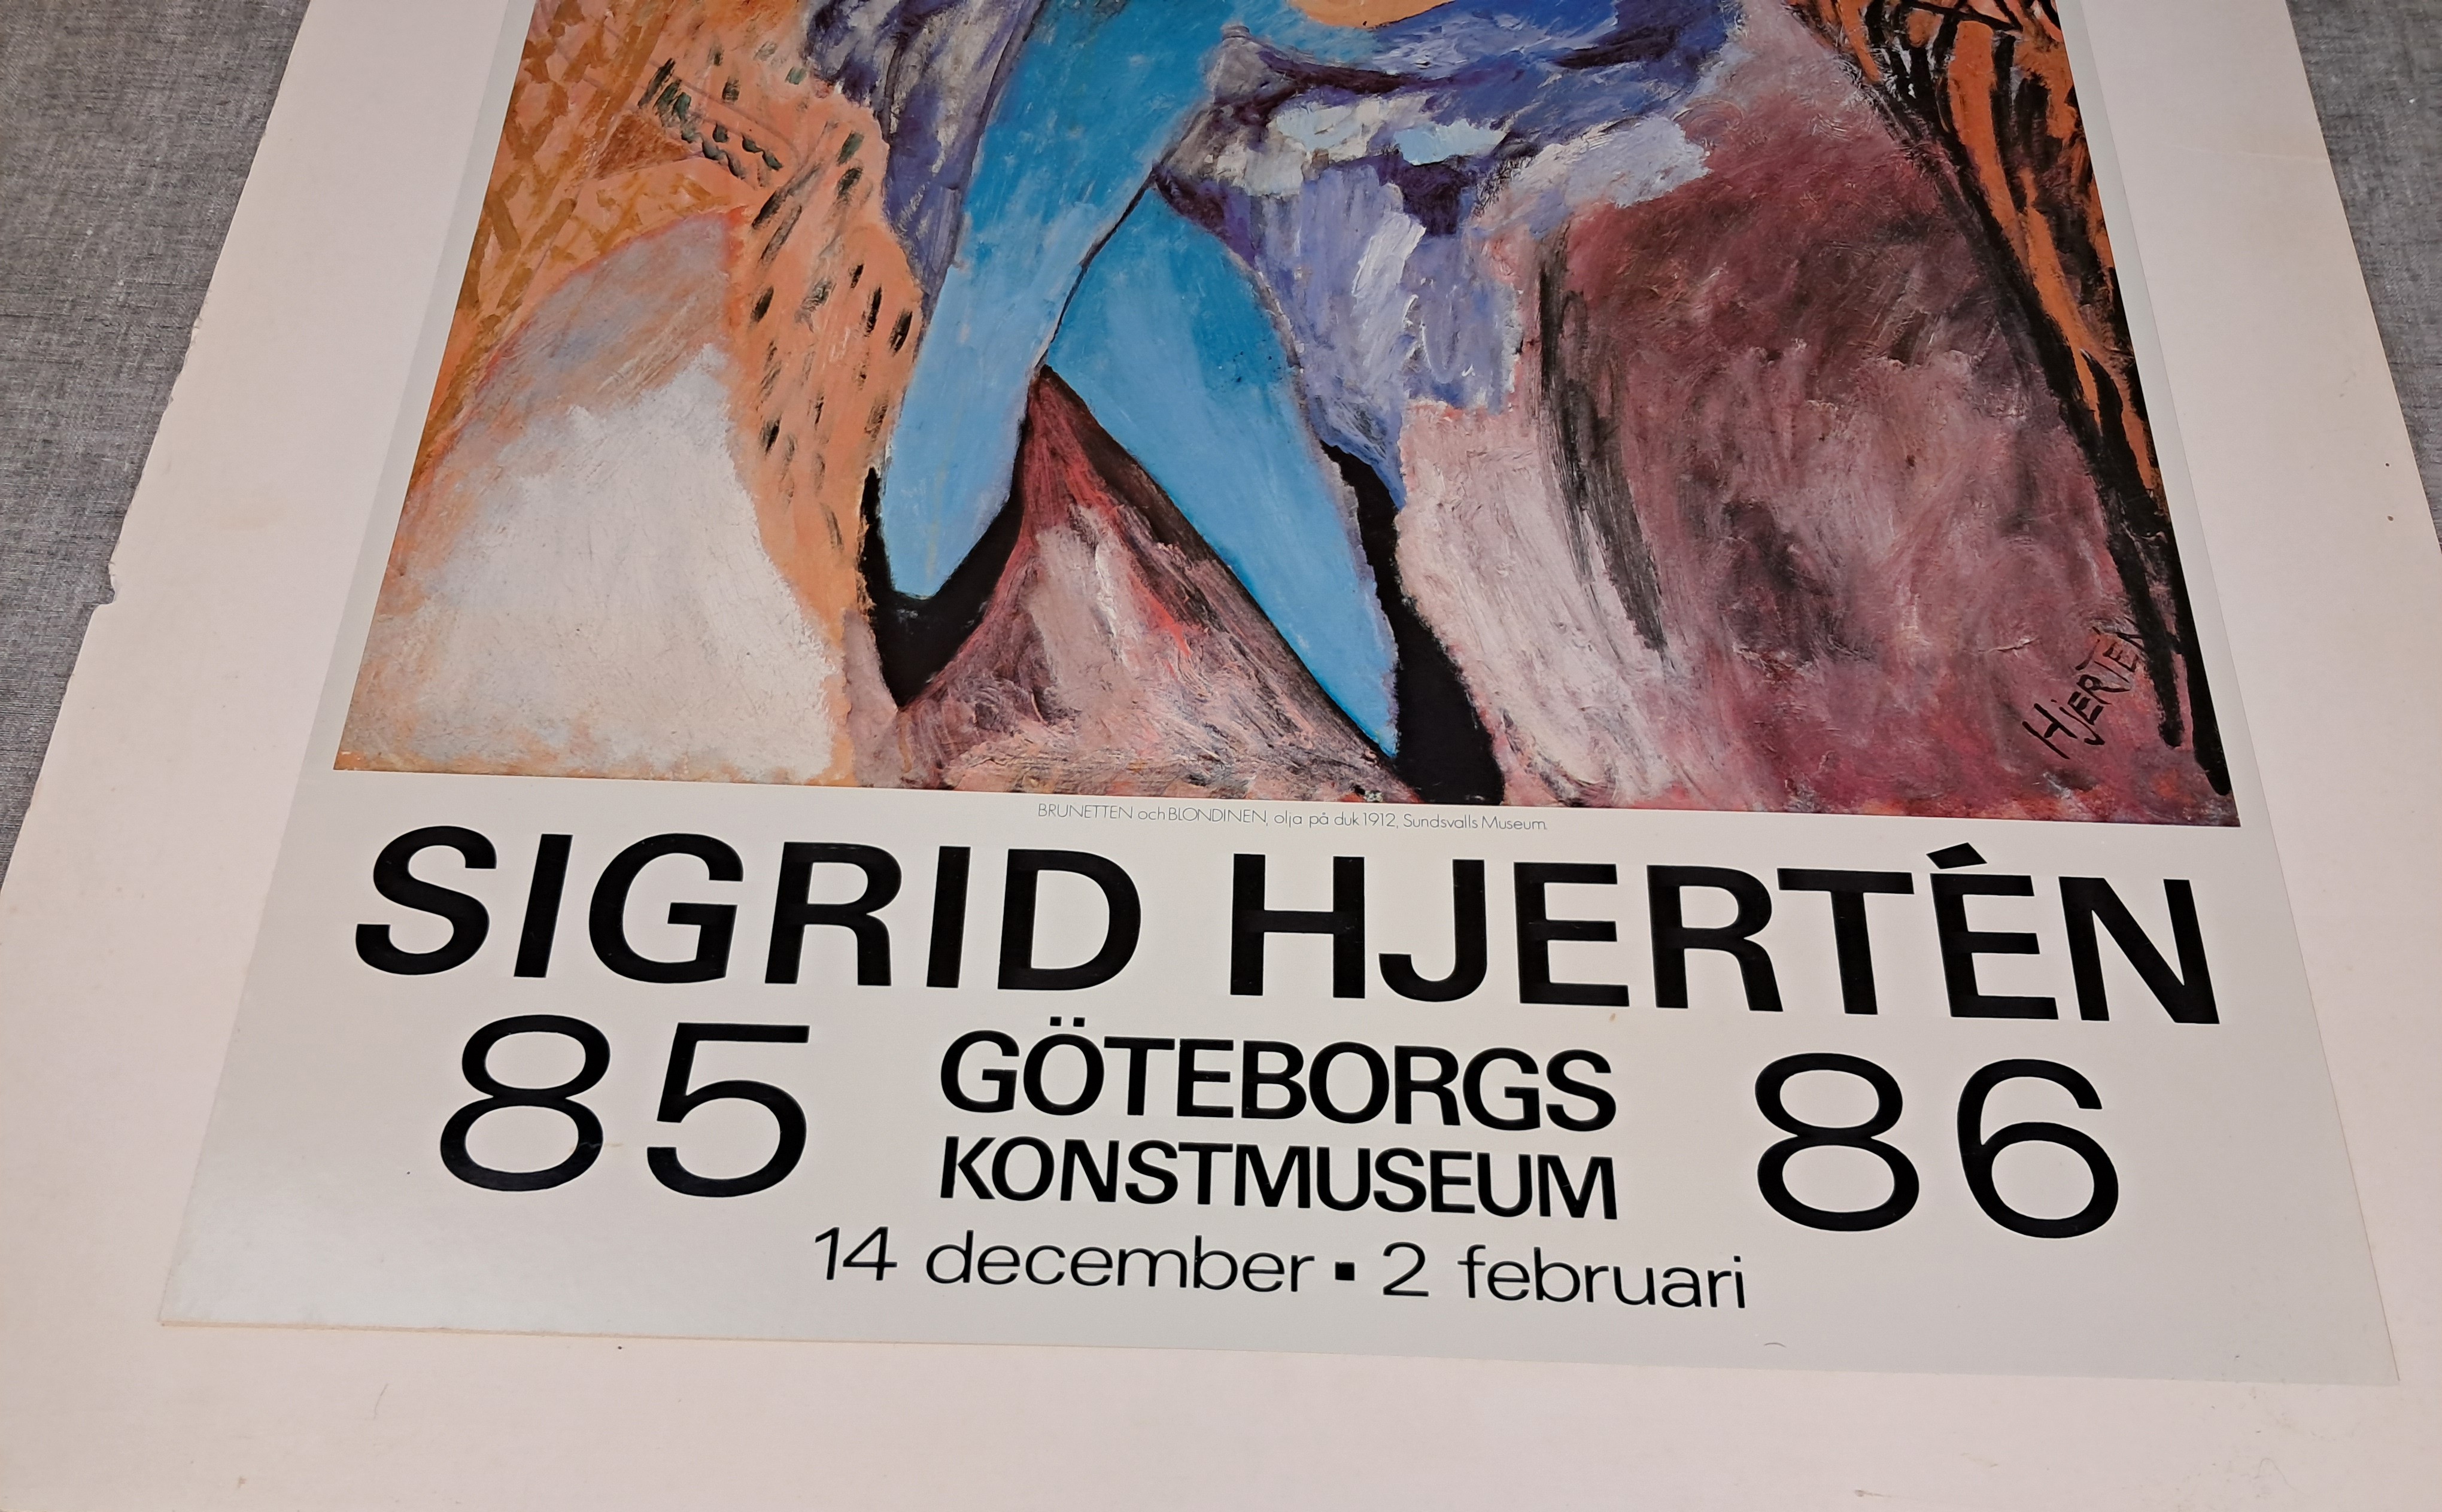 HJERTÉN
BRUNETTEN och BLONDINEN, olja på duk 1912, Sundsvalls Museum.
SIGRID HJERTÉN
85 GÖTEBORGS 86
KONSTMUSEUM
14 december ▪ 2 februari